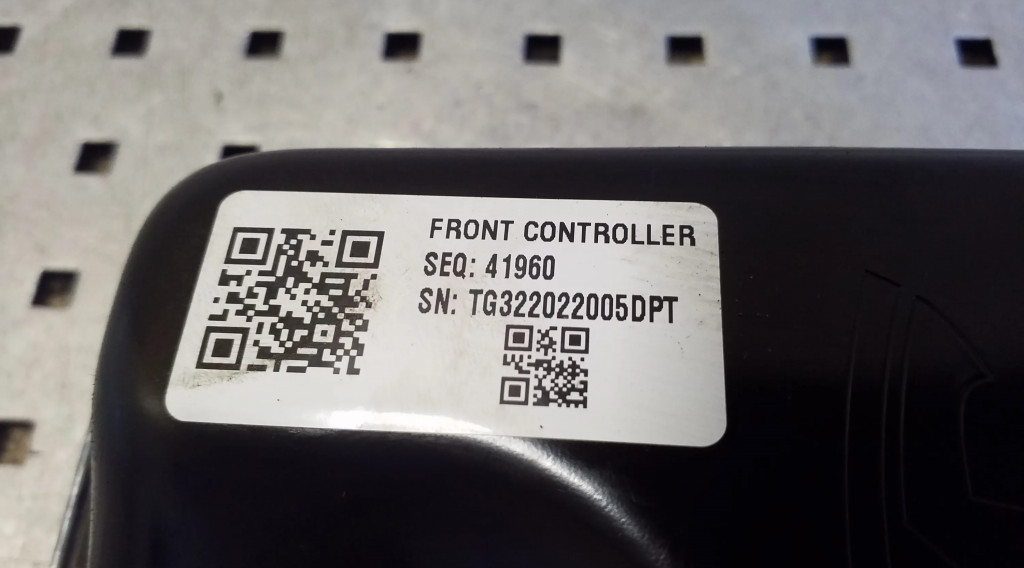 FRONT CONTROLLER
SEQ: 41960
SN: TG322022005DPT